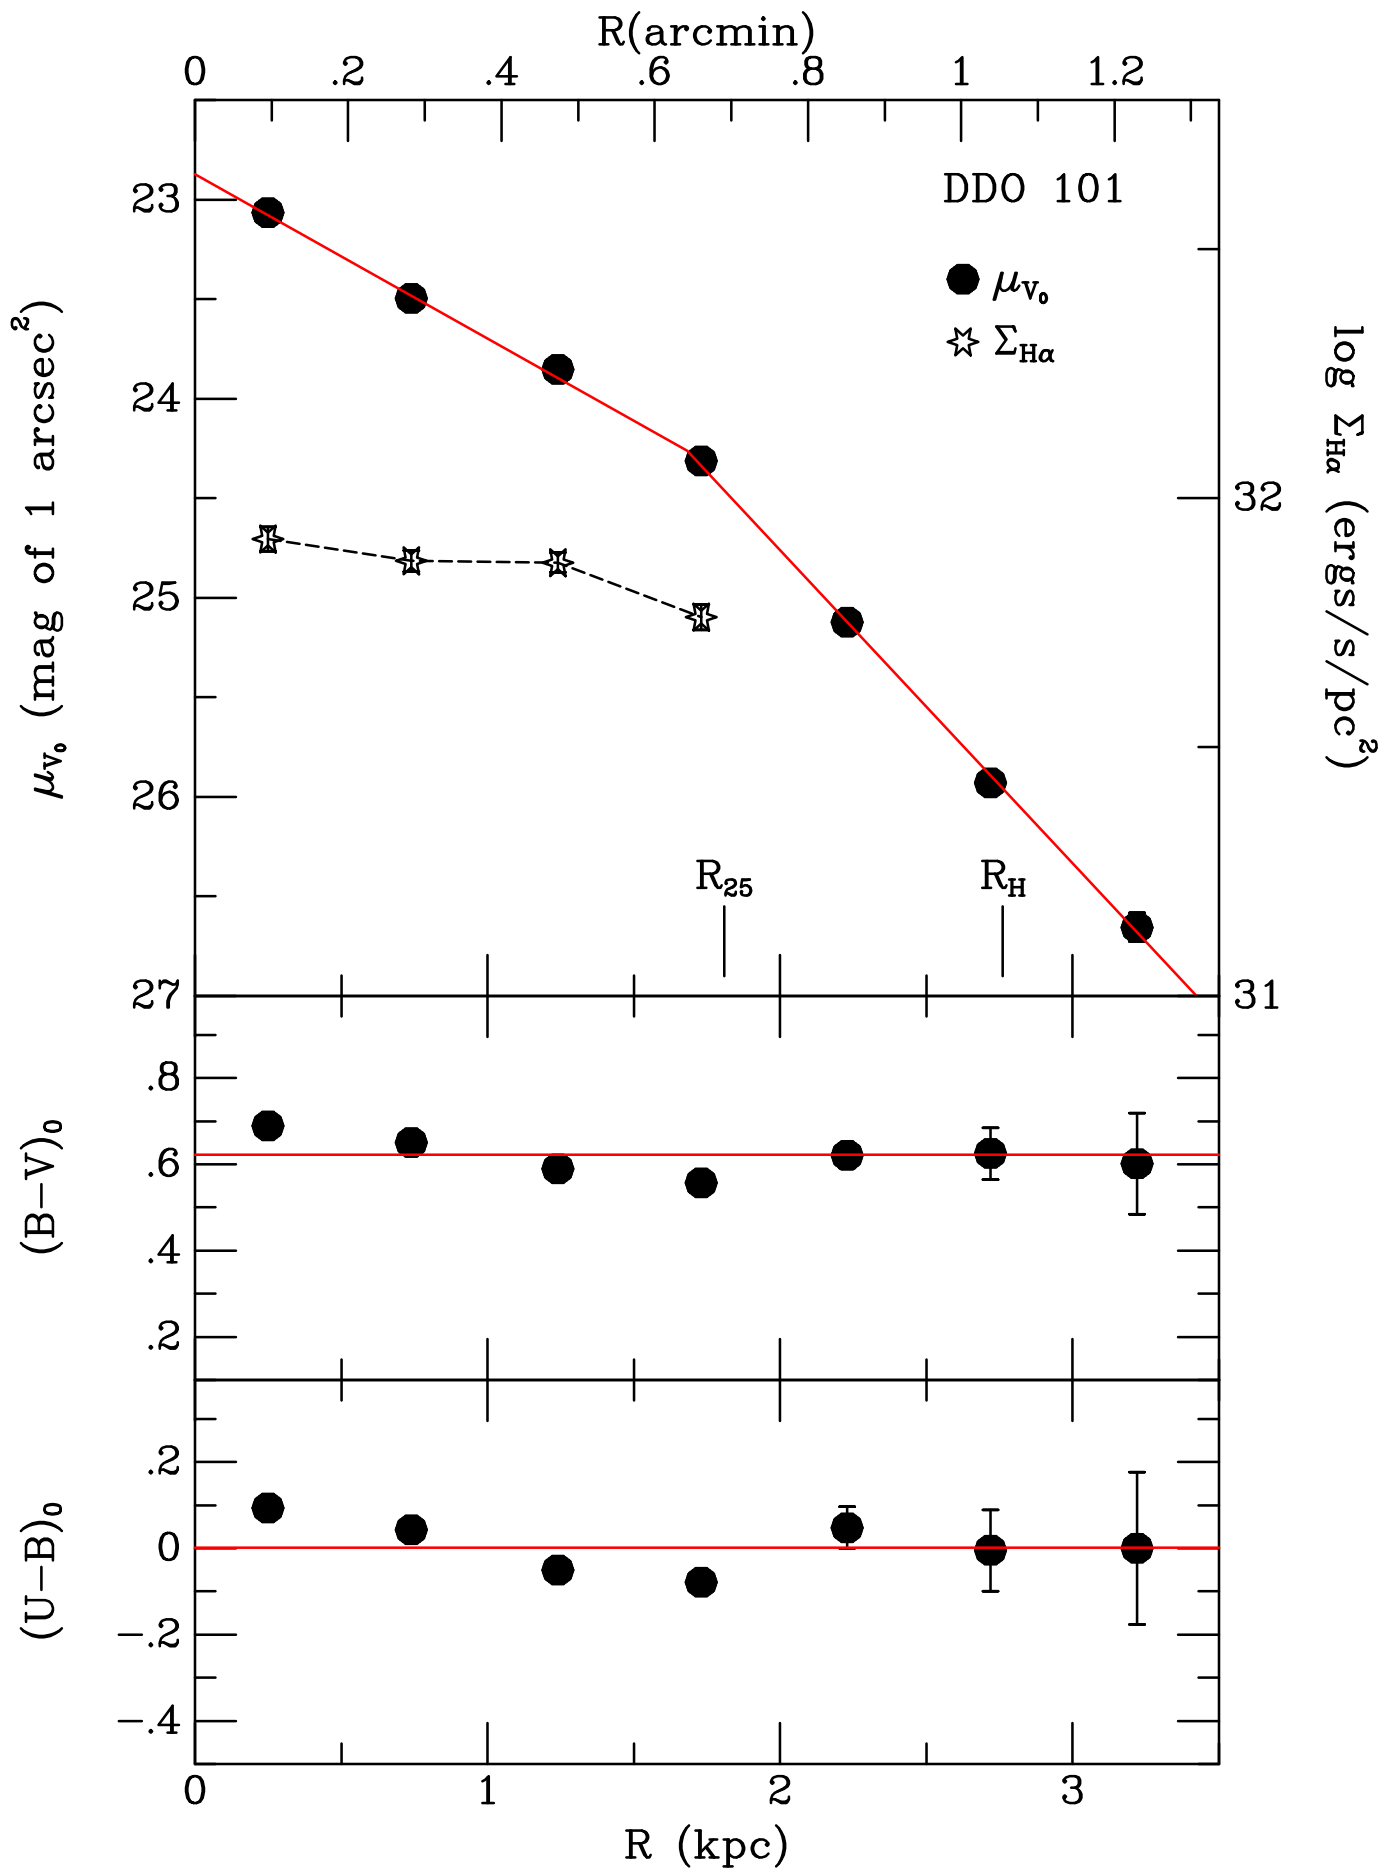 R(arcmin)
0 .2 .4 .6 .8 1 1.2
DDO 101
μV₀
ΣHα
μV₀ (mag of 1 arcsec²)
23
24
25
26
27
log ΣHα (ergs/s/pc²)
32
31
R₂₅
RH
(B−V)₀
.8
.6
.4
.2
(U−B)₀
.2
0
−.2
−.4
0 1 2 3
R (kpc)